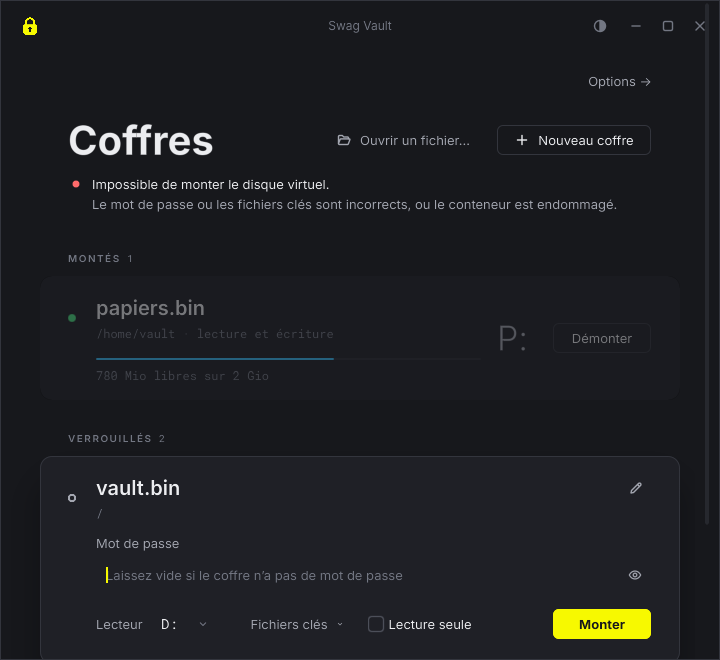 Swag Vault
Options →
Coffres
Ouvrir un fichier...
+ Nouveau coffre
Impossible de monter le disque virtuel.
Le mot de passe ou les fichiers clés sont incorrects, ou le conteneur est endommagé.
MONTÉS 1
papiers.bin
/home/vault · lecture et écriture
P:
Démonter
780 Mio libres sur 2 Gio
VERROUILLÉS 2
vault.bin
/
Mot de passe
Laissez vide si le coffre n’a pas de mot de passe
Lecteur D: Fichiers clés Lecture seule Monter